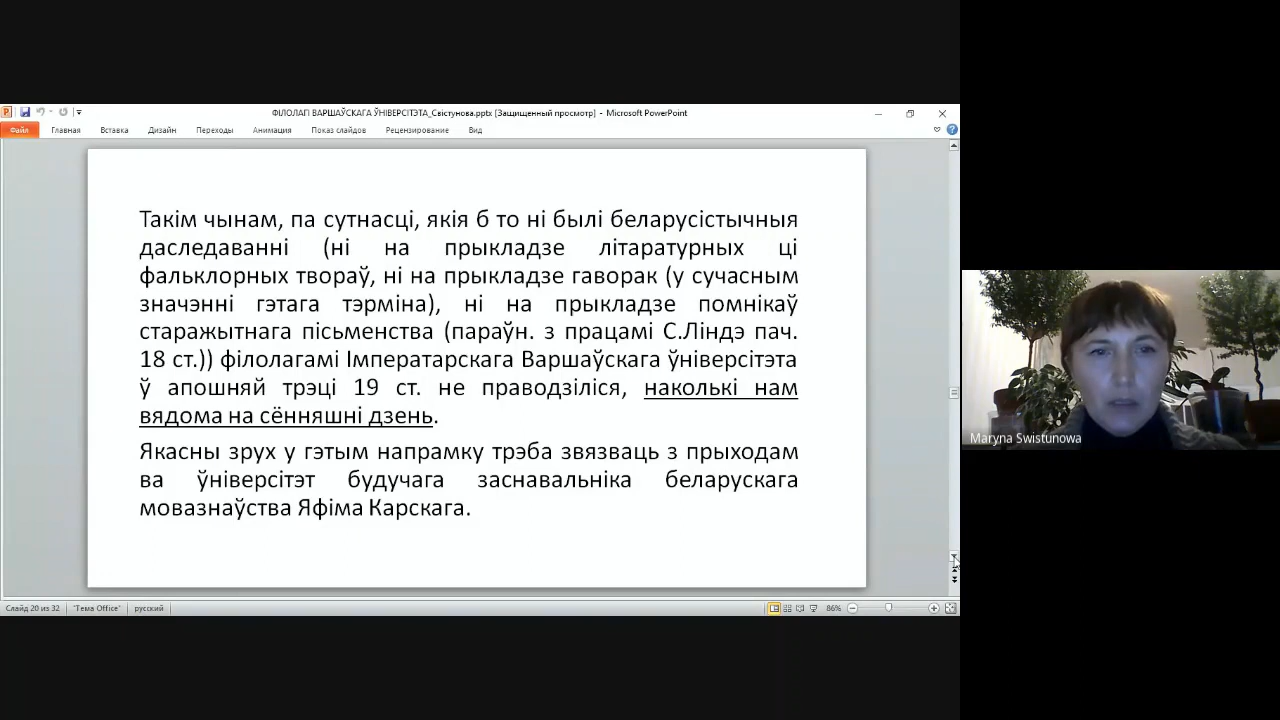 ФІЛОЛАГІ ВАРШАЎСКАГА ЎНІВЕРСІТЭТА_Свістунова.pptx [Защищенный просмотр] - Microsoft PowerPoint
Файл Главная Вставка Дизайн Переходы Анимация Показ слайдов Рецензирование Вид
Такім чынам, па сутнасці, якія б то ні былі беларусістычныя
даследаванні (ні на прыкладзе літаратурных ці
фальклорных твораў, ні на прыкладзе гаворак (у сучасным
значэнні гэтага тэрміна), ні на прыкладзе помнікаў
старажытнага пісьменства (параўн. з працамі С.Ліндэ пач.
18 ст.)) філолагамі Імператарскага Варшаўскага ўніверсітэта
ў апошняй трэці 19 ст. не праводзіліся, наколькі нам
вядома на сённяшні дзень.
Якасны зрух у гэтым напрамку трэба звязваць з прыходам
ва ўніверсітэт будучага заснавальніка беларускага
мовазнаўства Яфіма Карскага.
Maryna Swistunowa
Слайд 20 из 32 "Тема Office" русский 86%